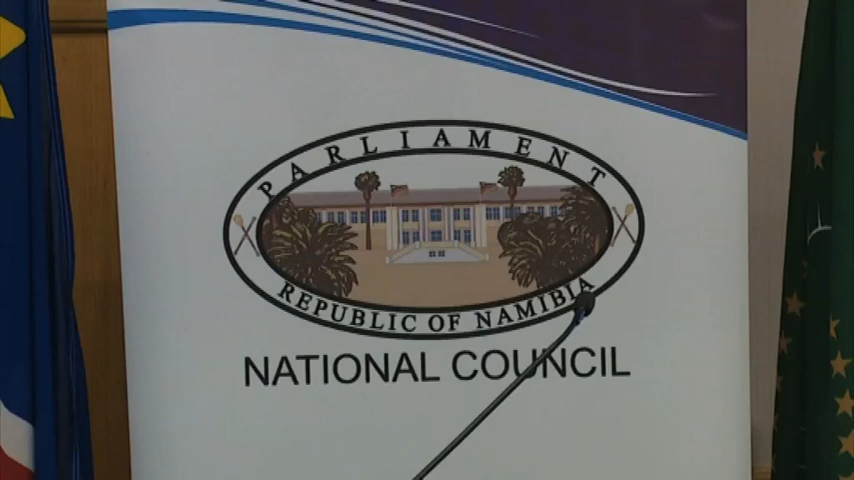 PARLIAMENT
REPUBLIC OF NAMIBIA
NATIONAL COUNCIL